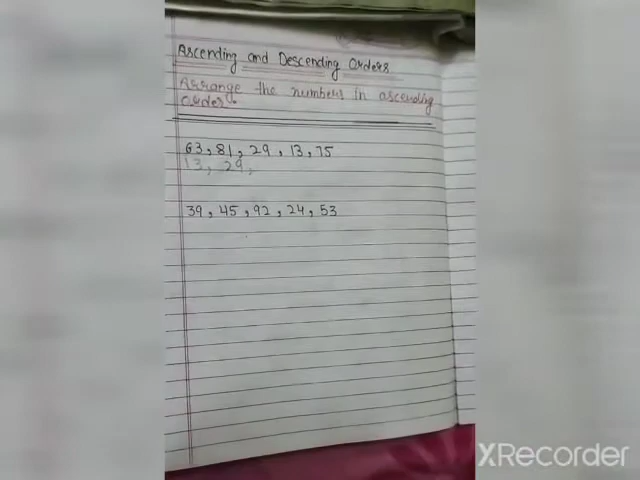 Ascending and Descending Orders
Arrange the numbers in ascending
Order.
63, 81, 29, 13, 75
13, 29,
39, 45, 92, 24, 53
XRecorder